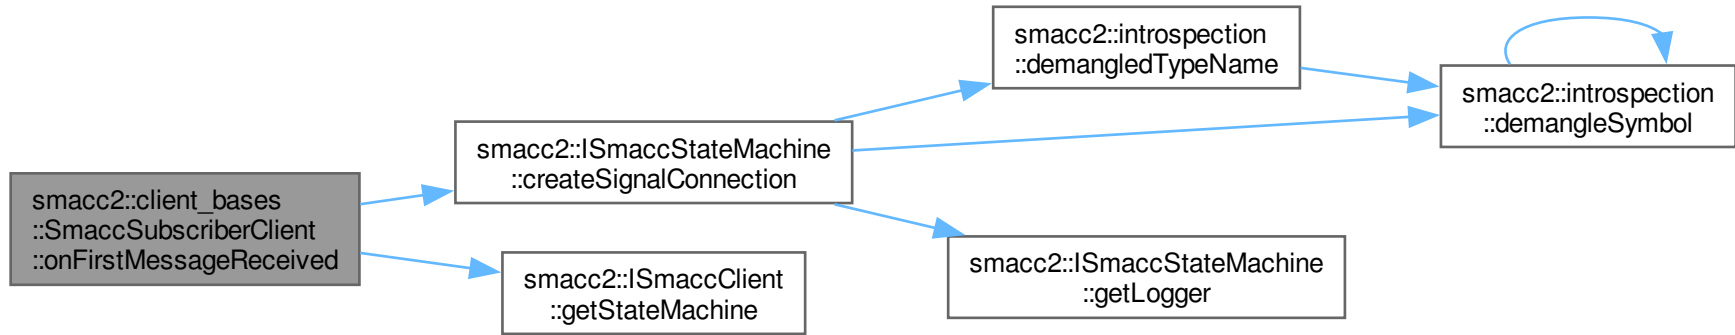 smacc2::client_bases
::SmaccSubscriberClient
::onFirstMessageReceived
smacc2::ISmaccStateMachine
::createSignalConnection
smacc2::ISmaccClient
::getStateMachine
smacc2::introspection
::demangledTypeName
smacc2::ISmaccStateMachine
::getLogger
smacc2::introspection
::demangleSymbol